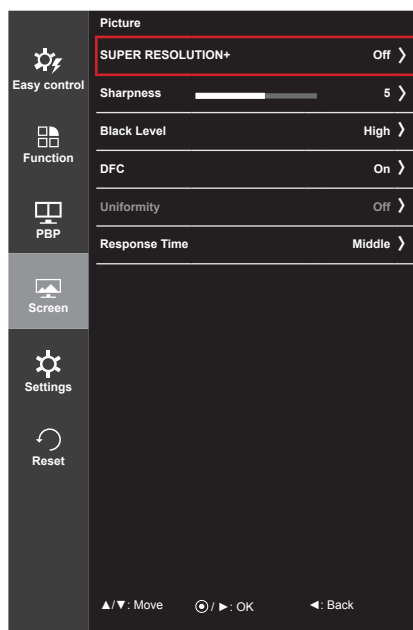 Picture
SUPER RESOLUTION+ Off ❭
Easy control
Sharpness 5 ❭
Black Level High ❭
Function
DFC On ❭
Uniformity Off ❭
PBP
Response Time Middle ❭
Screen
Settings
Reset
▲/▼: Move ◉ / ►: OK ◄: Back